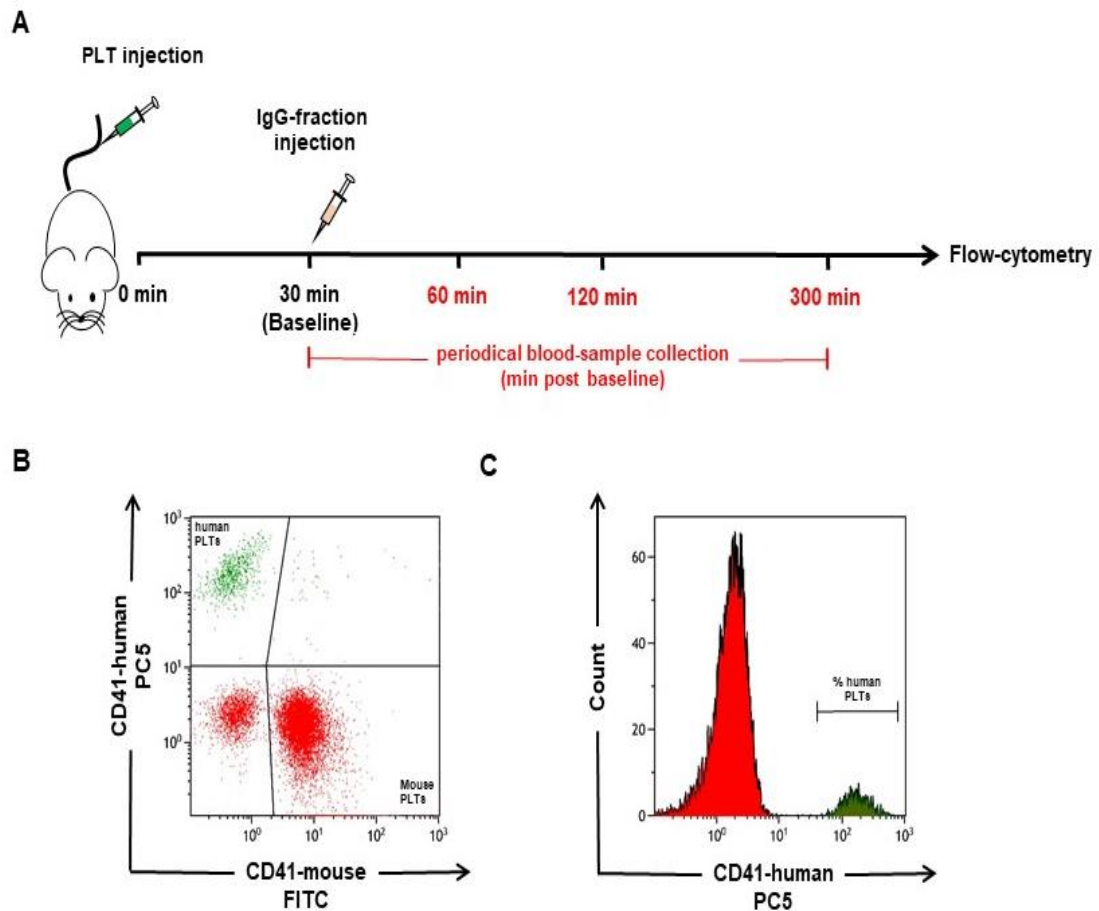 A
PLT injection
IgG-fraction
injection
Flow-cytometry
0 min
30 min
(Baseline)
60 min
120 min
300 min
periodical blood-sample collection
(min post baseline)
B
CD41-human
PC5
10³
10²
10¹
10⁰
human
PLTs
Mouse
PLTs
10⁰
10¹
10²
10³
CD41-mouse
FITC
C
Count
60
40
20
0
% human
PLTs
10⁰
10¹
10²
10³
CD41-human
PC5